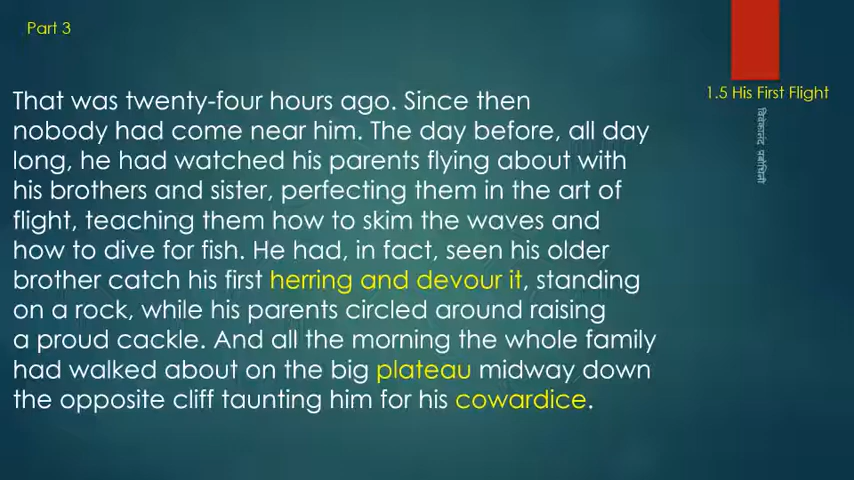 Part 3
1.5 His First Flight
That was twenty-four hours ago. Since then
nobody had come near him. The day before, all day
long, he had watched his parents flying about with
his brothers and sister, perfecting them in the art of
flight, teaching them how to skim the waves and
how to dive for fish. He had, in fact, seen his older
brother catch his first herring and devour it, standing
on a rock, while his parents circled around raising
a proud cackle. And all the morning the whole family
had walked about on the big plateau midway down
the opposite cliff taunting him for his cowardice.